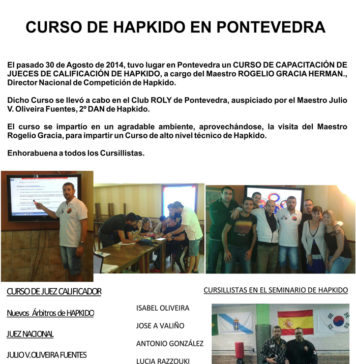 CURSO DE HAPKIDO EN PONTEVEDRA
El pasado 30 de Agosto de 2014, tuvo lugar en Pontevedra un CURSO DE CAPACITACIÓN DE
JUECES DE CALIFICACIÓN DE HAPKIDO, a cargo del Maestro ROGELIO GRACIA HERMAN.,
Director Nacional de Competición de Hapkido.
Dicho Curso se llevó a cabo en el Club ROLY de Pontevedra, auspiciado por el Maestro Julio
V. Oliveira Fuentes, 2º DAN de Hapkido.
El curso se impartio en un agradable ambiente, aprovechándose, la visita del Maestro
Rogelio Gracia, para impartir un Curso de alto nivel técnico de Hapkido.
Enhorabuena a todos los Cursillistas.
CURSO DE JUEZ CALIFICADOR
Nuevos Árbitros de HAPKIDO
JUEZ NACIONAL
JULIO V.OLIVEIRA FUENTES
ISABEL OLIVEIRA
JOSE A VALIÑO
ANTONIO GONZÁLEZ
LUCIA RAZZOUKI
CURSILLISTAS EN EL SEMINARIO DE HAPKIDO